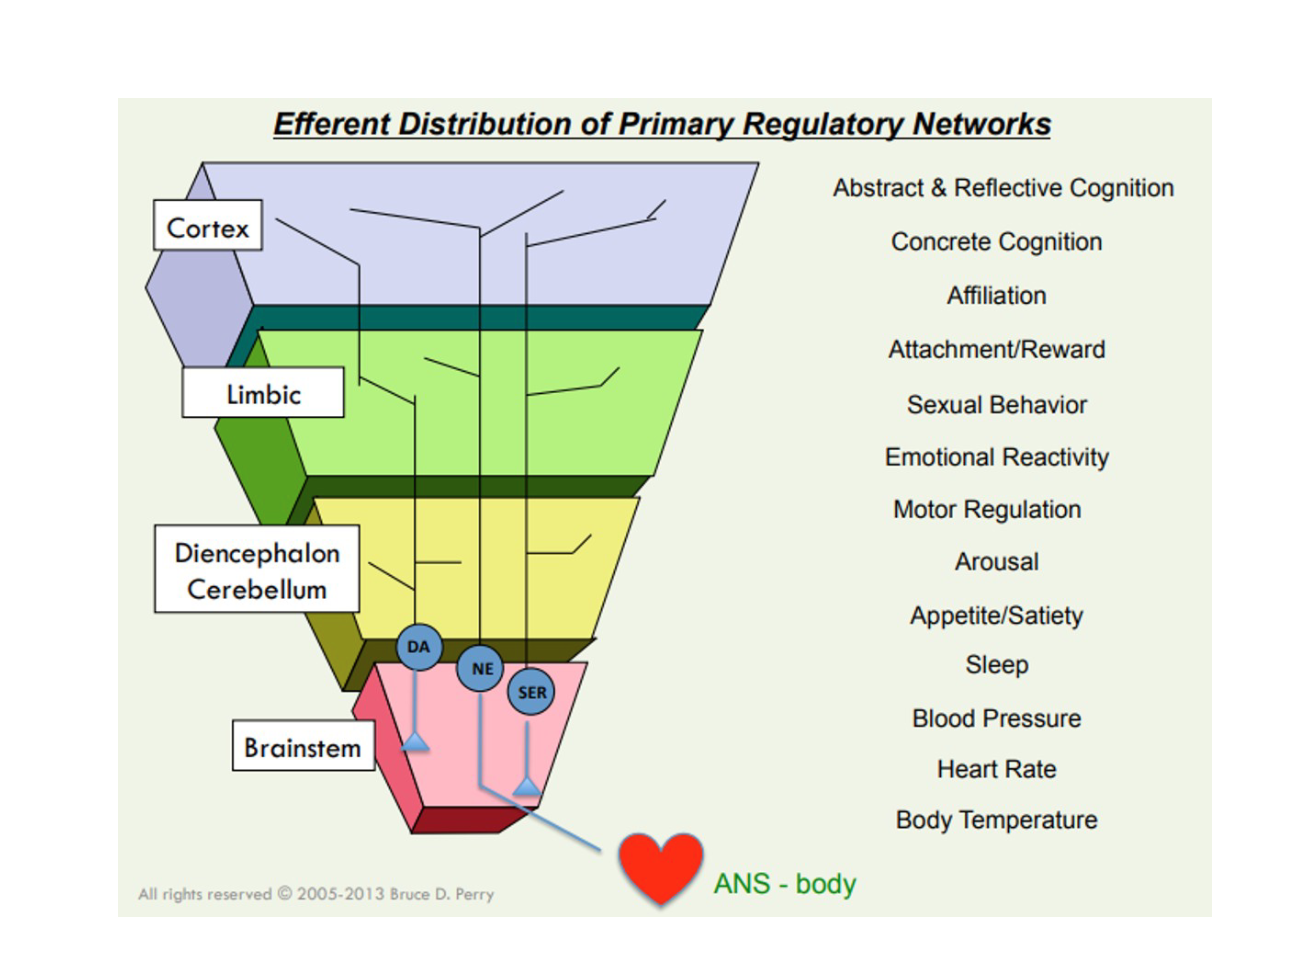 Efferent Distribution of Primary Regulatory Networks
Cortex
Limbic
Diencephalon
Cerebellum
Brainstem
DA
NE
SER
Abstract & Reflective Cognition
Concrete Cognition
Affiliation
Attachment/Reward
Sexual Behavior
Emotional Reactivity
Motor Regulation
Arousal
Appetite/Satiety
Sleep
Blood Pressure
Heart Rate
Body Temperature
ANS - body
All rights reserved © 2005-2013 Bruce D. Perry